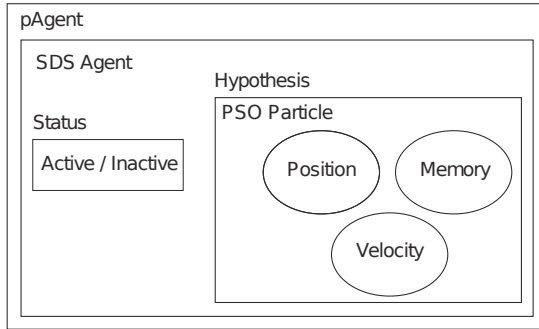 pAgent
SDS Agent
Hypothesis
Status
PSO Particle
Active / Inactive
Position
Memory
Velocity